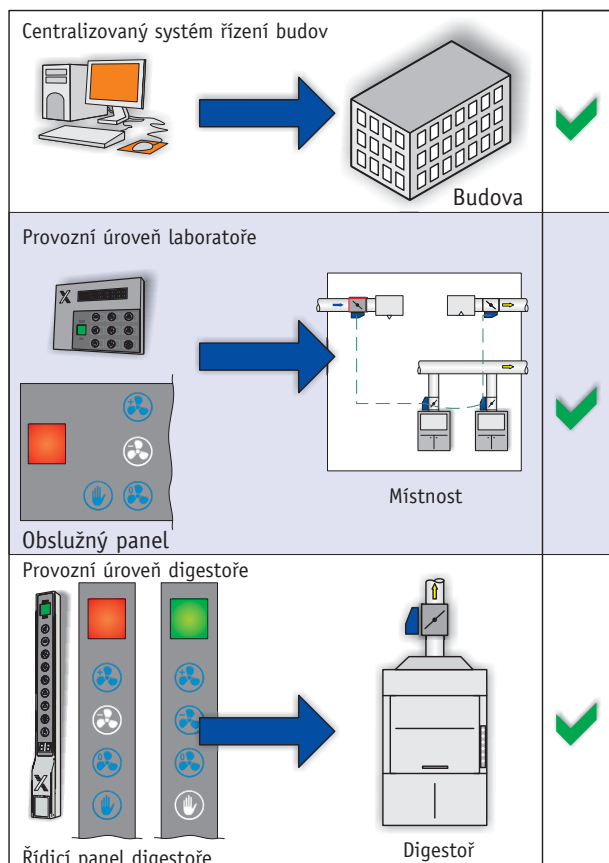 Centralizovaný systém řízení budov
Budova
Provozní úroveň laboratoře
X
Místnost
Obslužný panel
Provozní úroveň digestoře
X
Digestoř
Řídicí panel digestoře